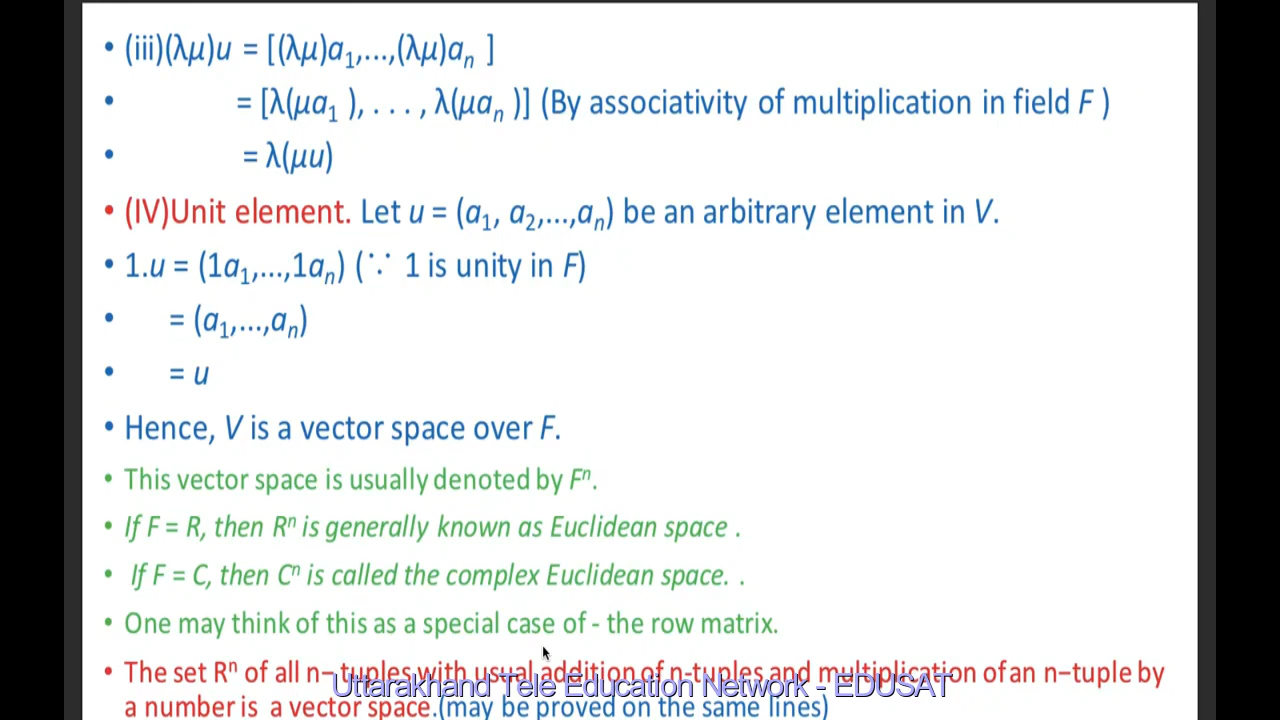 • (iii)(λμ)u = [(λμ)a₁,...,(λμ)aₙ ]
• = [λ(μa₁ ), . . . , λ(μaₙ )] (By associativity of multiplication in field F )
• = λ(μu)
• (IV)Unit element. Let u = (a₁, a₂,...,aₙ) be an arbitrary element in V.
• 1.u = (1a₁,...,1aₙ) (∵ 1 is unity in F)
• = (a₁,...,aₙ)
• = u
• Hence, V is a vector space over F.
• This vector space is usually denoted by Fⁿ.
• If F = R, then Rⁿ is generally known as Euclidean space .
• If F = C, then Cⁿ is called the complex Euclidean space. .
• One may think of this as a special case of - the row matrix.
• The set Rⁿ of all n− tuples with usual addition of n-tuples and multiplication of an n−tuple by
Uttarakhand Tele Education Network - EDUSAT
a number is a vector space.(may be proved on the same lines)